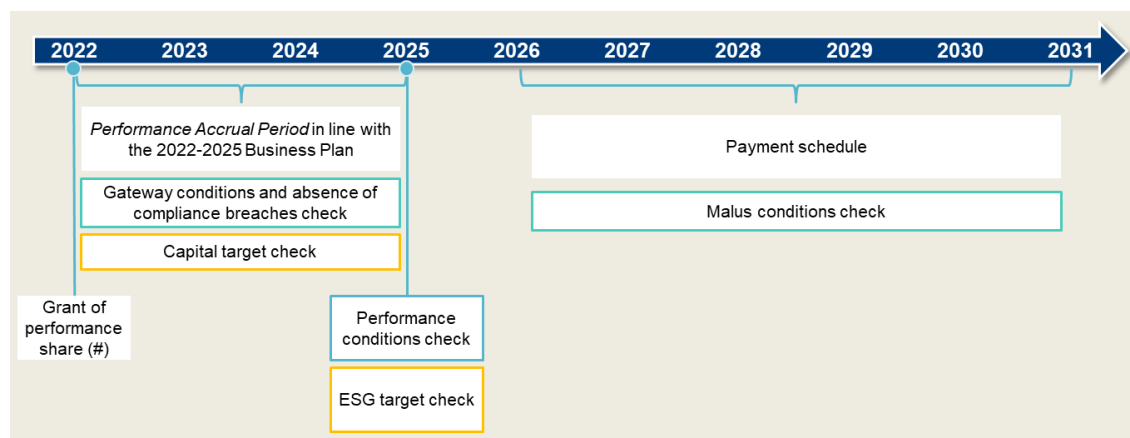 2022 2023 2024 2025 2026 2027 2028 2029 2030 2031
Performance Accrual Period in line with
the 2022-2025 Business Plan
Payment schedule
Gateway conditions and absence of
compliance breaches check
Malus conditions check
Capital target check
Grant of
performance
share (#)
Performance
conditions check
ESG target check